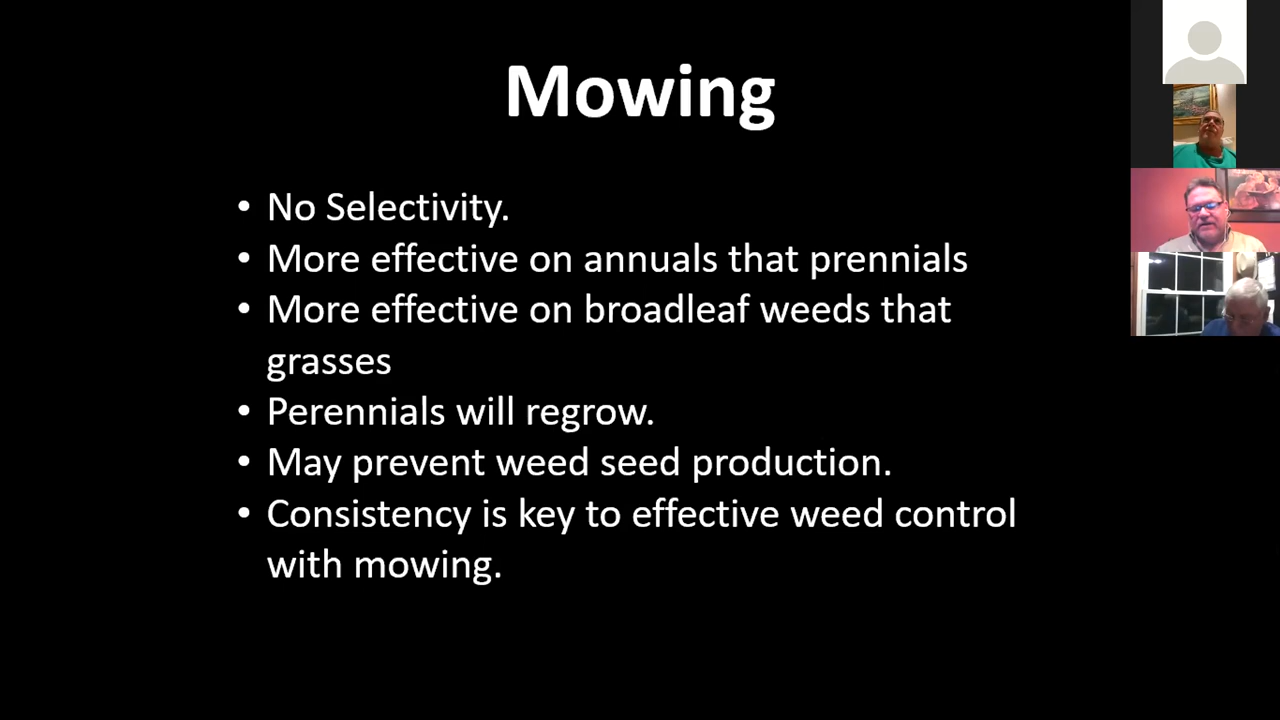 Mowing
• No Selectivity.
• More effective on annuals that prennials
• More effective on broadleaf weeds that
grasses
• Perennials will regrow.
• May prevent weed seed production.
• Consistency is key to effective weed control
with mowing.